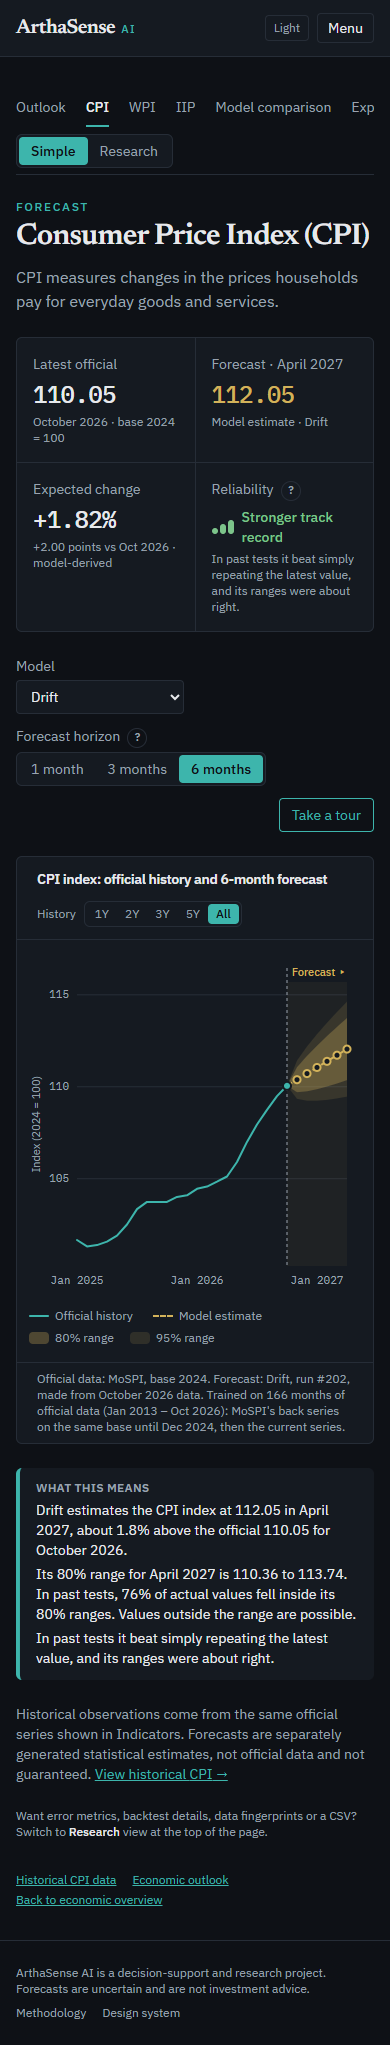 ArthaSense AI
Light
Menu
Outlook
CPI
WPI
IIP
Model comparison
Exp
Simple
Research
FORECAST
Consumer Price Index (CPI)
CPI measures changes in the prices households
pay for everyday goods and services.
Latest official
110.05
October 2026 · base 2024
= 100
Forecast · April 2027
112.05
Model estimate · Drift
Expected change
+1.82%
+2.00 points vs Oct 2026 ·
model-derived
Reliability ?
Stronger track
record
In past tests it beat simply
repeating the latest value,
and its ranges were about
right.
Model
Drift
Forecast horizon ?
1 month
3 months
6 months
Take a tour
CPI index: official history and 6-month forecast
History
1Y
2Y
3Y
5Y
All
Forecast ▸
115
110
105
Index (2024 = 100)
Jan 2025
Jan 2026
Jan 2027
Official history
Model estimate
80% range
95% range
Official data: MoSPI, base 2024. Forecast: Drift, run #202,
made from October 2026 data. Trained on 166 months of
official data (Jan 2013 – Oct 2026): MoSPI's back series
on the same base until Dec 2024, then the current series.
WHAT THIS MEANS
Drift estimates the CPI index at 112.05 in April
2027, about 1.8% above the official 110.05 for
October 2026.
Its 80% range for April 2027 is 110.36 to 113.74.
In past tests, 76% of actual values fell inside its
80% ranges. Values outside the range are possible.
In past tests it beat simply repeating the latest
value, and its ranges were about right.
Historical observations come from the same official
series shown in Indicators. Forecasts are separately
generated statistical estimates, not official data and not
guaranteed. View historical CPI →
Want error metrics, backtest details, data fingerprints or a CSV?
Switch to Research view at the top of the page.
Historical CPI data
Economic outlook
Back to economic overview
ArthaSense AI is a decision-support and research project.
Forecasts are uncertain and are not investment advice.
Methodology
Design system